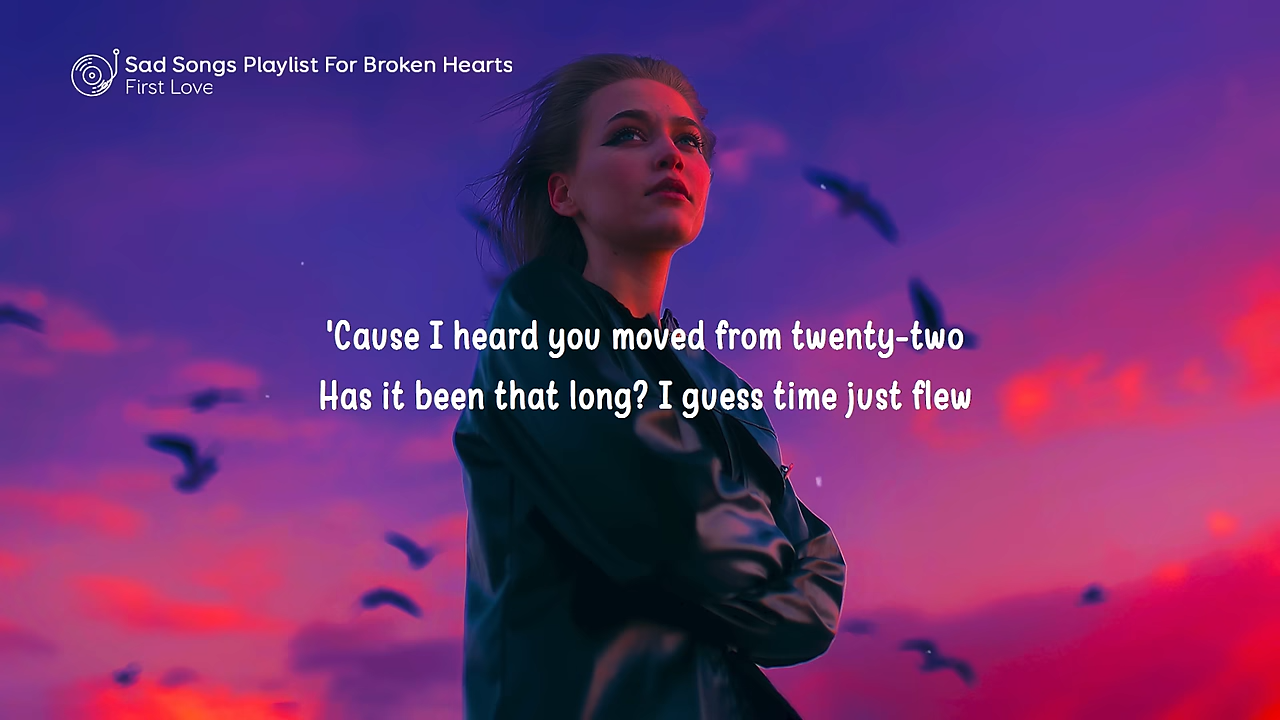 Sad Songs Playlist For Broken Hearts
First Love
'Cause I heard you moved from twenty-two
Has it been that long? I guess time just flew